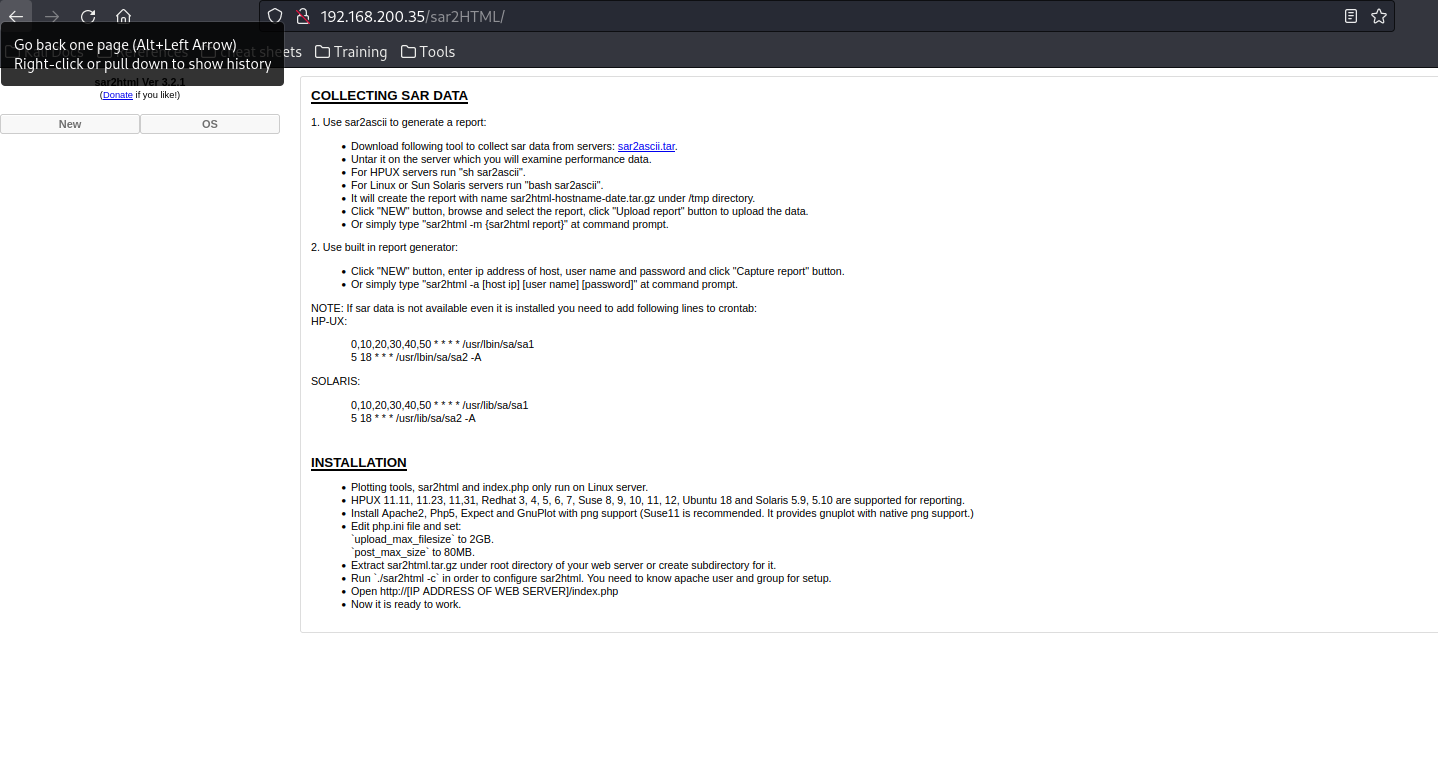 192.168.200.35/sar2HTML/
Go back one page (Alt+Left Arrow)
Right-click or pull down to show history
sheets
Training
Tools
sar2html Ver 3.2.1
(Donate if you like!)
New
OS
COLLECTING SAR DATA
1. Use sar2ascii to generate a report:
Download following tool to collect sar data from servers: sar2ascii.tar.
Untar it on the server which you will examine performance data.
For HPUX servers run "sh sar2ascii".
For Linux or Sun Solaris servers run "bash sar2ascii".
It will create the report with name sar2html-hostname-date.tar.gz under /tmp directory.
Click "NEW" button, browse and select the report, click "Upload report" button to upload the data.
Or simply type "sar2html -m {sar2html report}" at command prompt.
2. Use built in report generator:
Click "NEW" button, enter ip address of host, user name and password and click "Capture report" button.
Or simply type "sar2html -a [host ip] [user name] [password]" at command prompt.
NOTE: If sar data is not available even it is installed you need to add following lines to crontab:
HP-UX:
0,10,20,30,40,50 * * * * /usr/lbin/sa/sa1
5 18 * * * /usr/lbin/sa/sa2 -A
SOLARIS:
0,10,20,30,40,50 * * * * /usr/lib/sa/sa1
5 18 * * * /usr/lib/sa/sa2 -A
INSTALLATION
Plotting tools, sar2html and index.php only run on Linux server.
HPUX 11.11, 11.23, 11,31, Redhat 3, 4, 5, 6, 7, Suse 8, 9, 10, 11, 12, Ubuntu 18 and Solaris 5.9, 5.10 are supported for reporting.
Install Apache2, Php5, Expect and GnuPlot with png support (Suse11 is recommended. It provides gnuplot with native png support.)
Edit php.ini file and set:
`upload_max_filesize` to 2GB.
`post_max_size` to 80MB.
Extract sar2html.tar.gz under root directory of your web server or create subdirectory for it.
Run `./sar2html -c` in order to configure sar2html. You need to know apache user and group for setup.
Open http://[IP ADDRESS OF WEB SERVER]/index.php
Now it is ready to work.